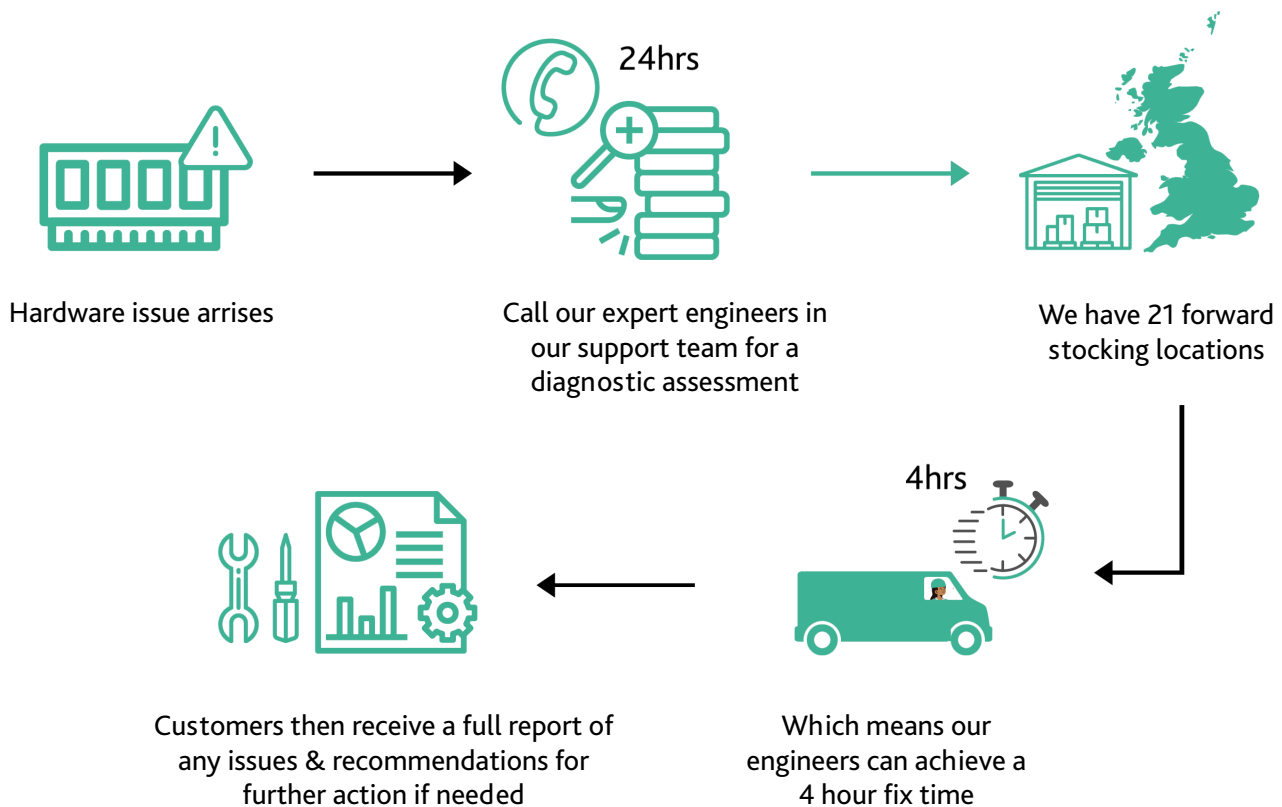 24hrs
Hardware issue arrises
Call our expert engineers in
our support team for a
diagnostic assessment
We have 21 forward
stocking locations
4hrs
Which means our
engineers can achieve a
4 hour fix time
Customers then receive a full report of
any issues & recommendations for
further action if needed